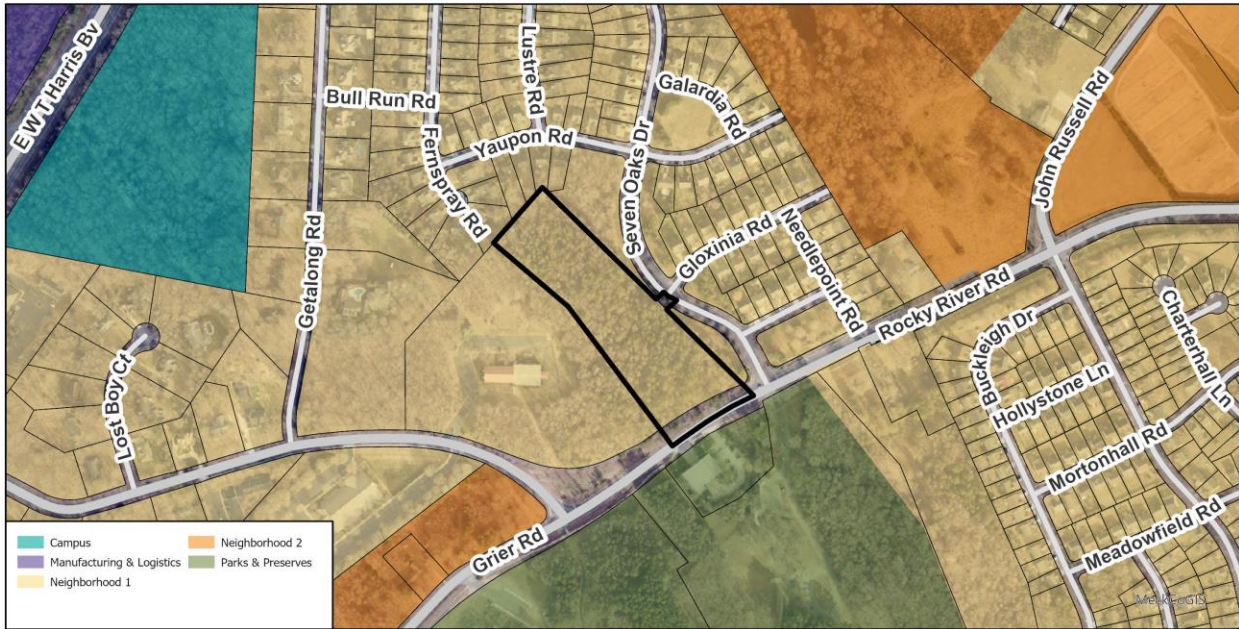 E W T Harris Bv
Bull Run Rd
Lustre Rd
Galardia Rd
Yaupon Rd
Fernspray Rd
Seven Oaks Dr
John Russell Rd
Gloxinia Rd
Needlepoint Rd
Getalong Rd
Rocky River Rd
Lost Boy Ct
Buckleigh Dr
Charterhall Ln
Hollystone Ln
Mortonhall Rd
Meadowfield Rd
Grier Rd
Campus
Manufacturing & Logistics
Neighborhood 1
Neighborhood 2
Parks & Preserves
MeckCoGIS